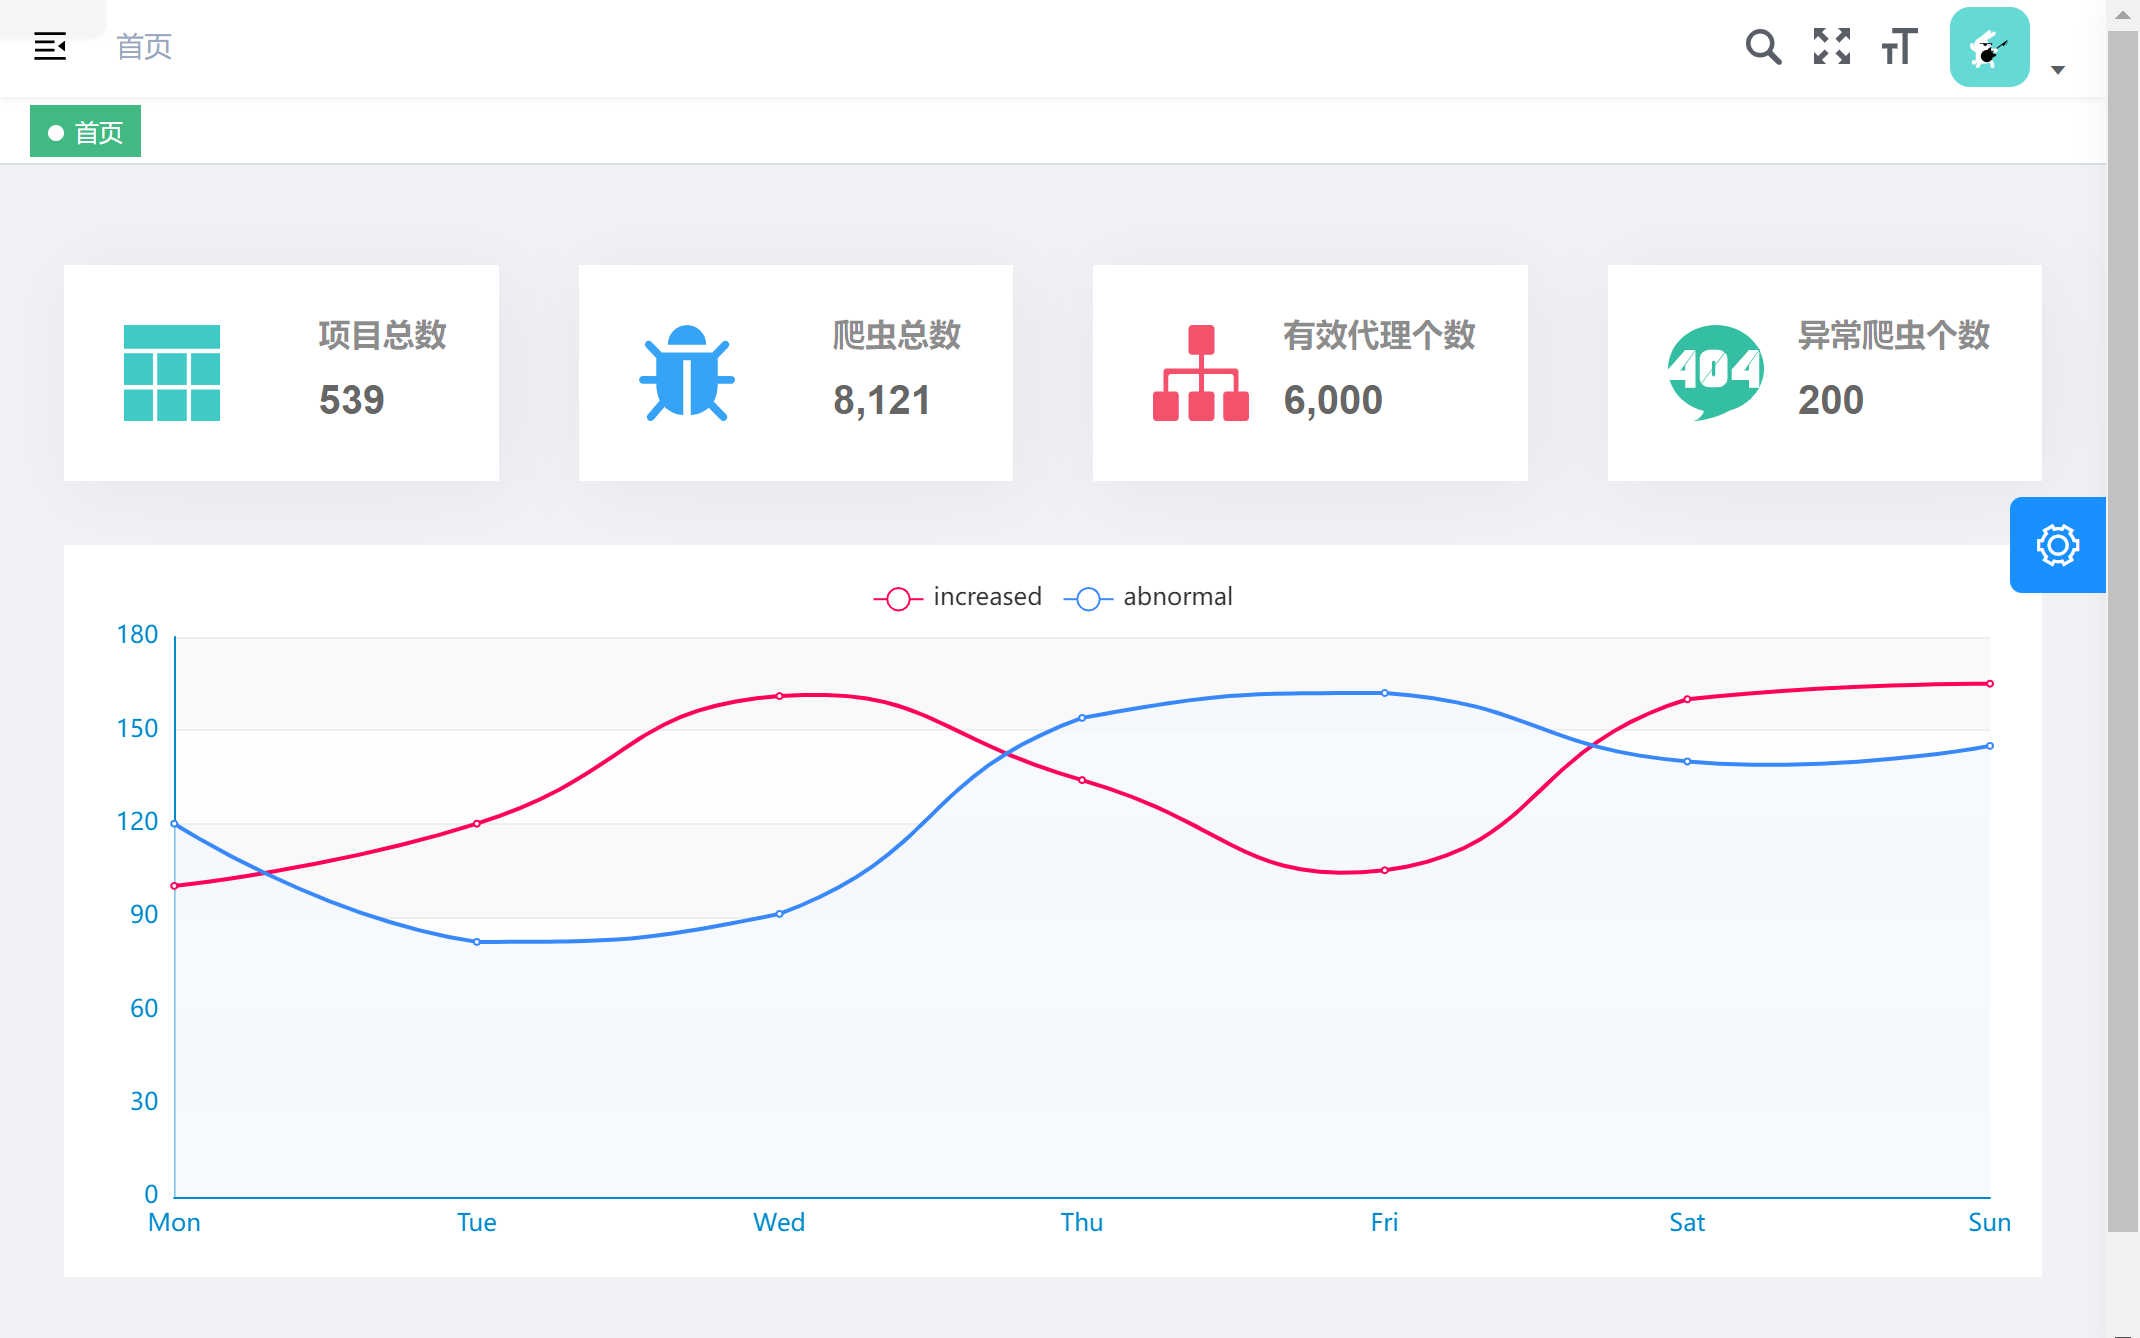 首页
首页
项目总数
539
爬虫总数
8,121
有效代理个数
6,000
404
异常爬虫个数
200
increased
abnormal
180
150
120
90
60
30
0
Mon
Tue
Wed
Thu
Fri
Sat
Sun